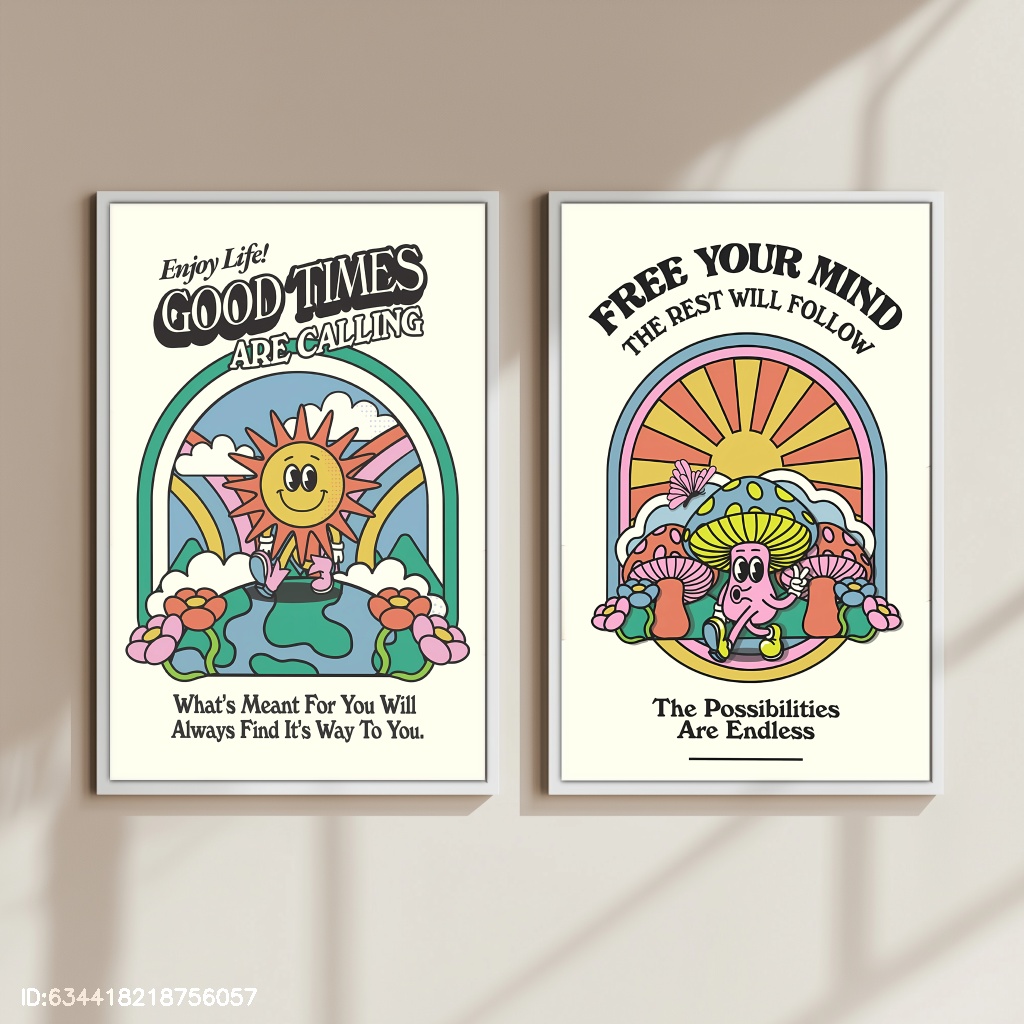 Enjoy Life!
GOOD TIMES
ARE CALLING
What's Meant For You Will
Always Find It's Way To You.
FREE YOUR MIND
THE REST WILL FOLLOW
The Possibilities
Are Endless
ID:634418218756057